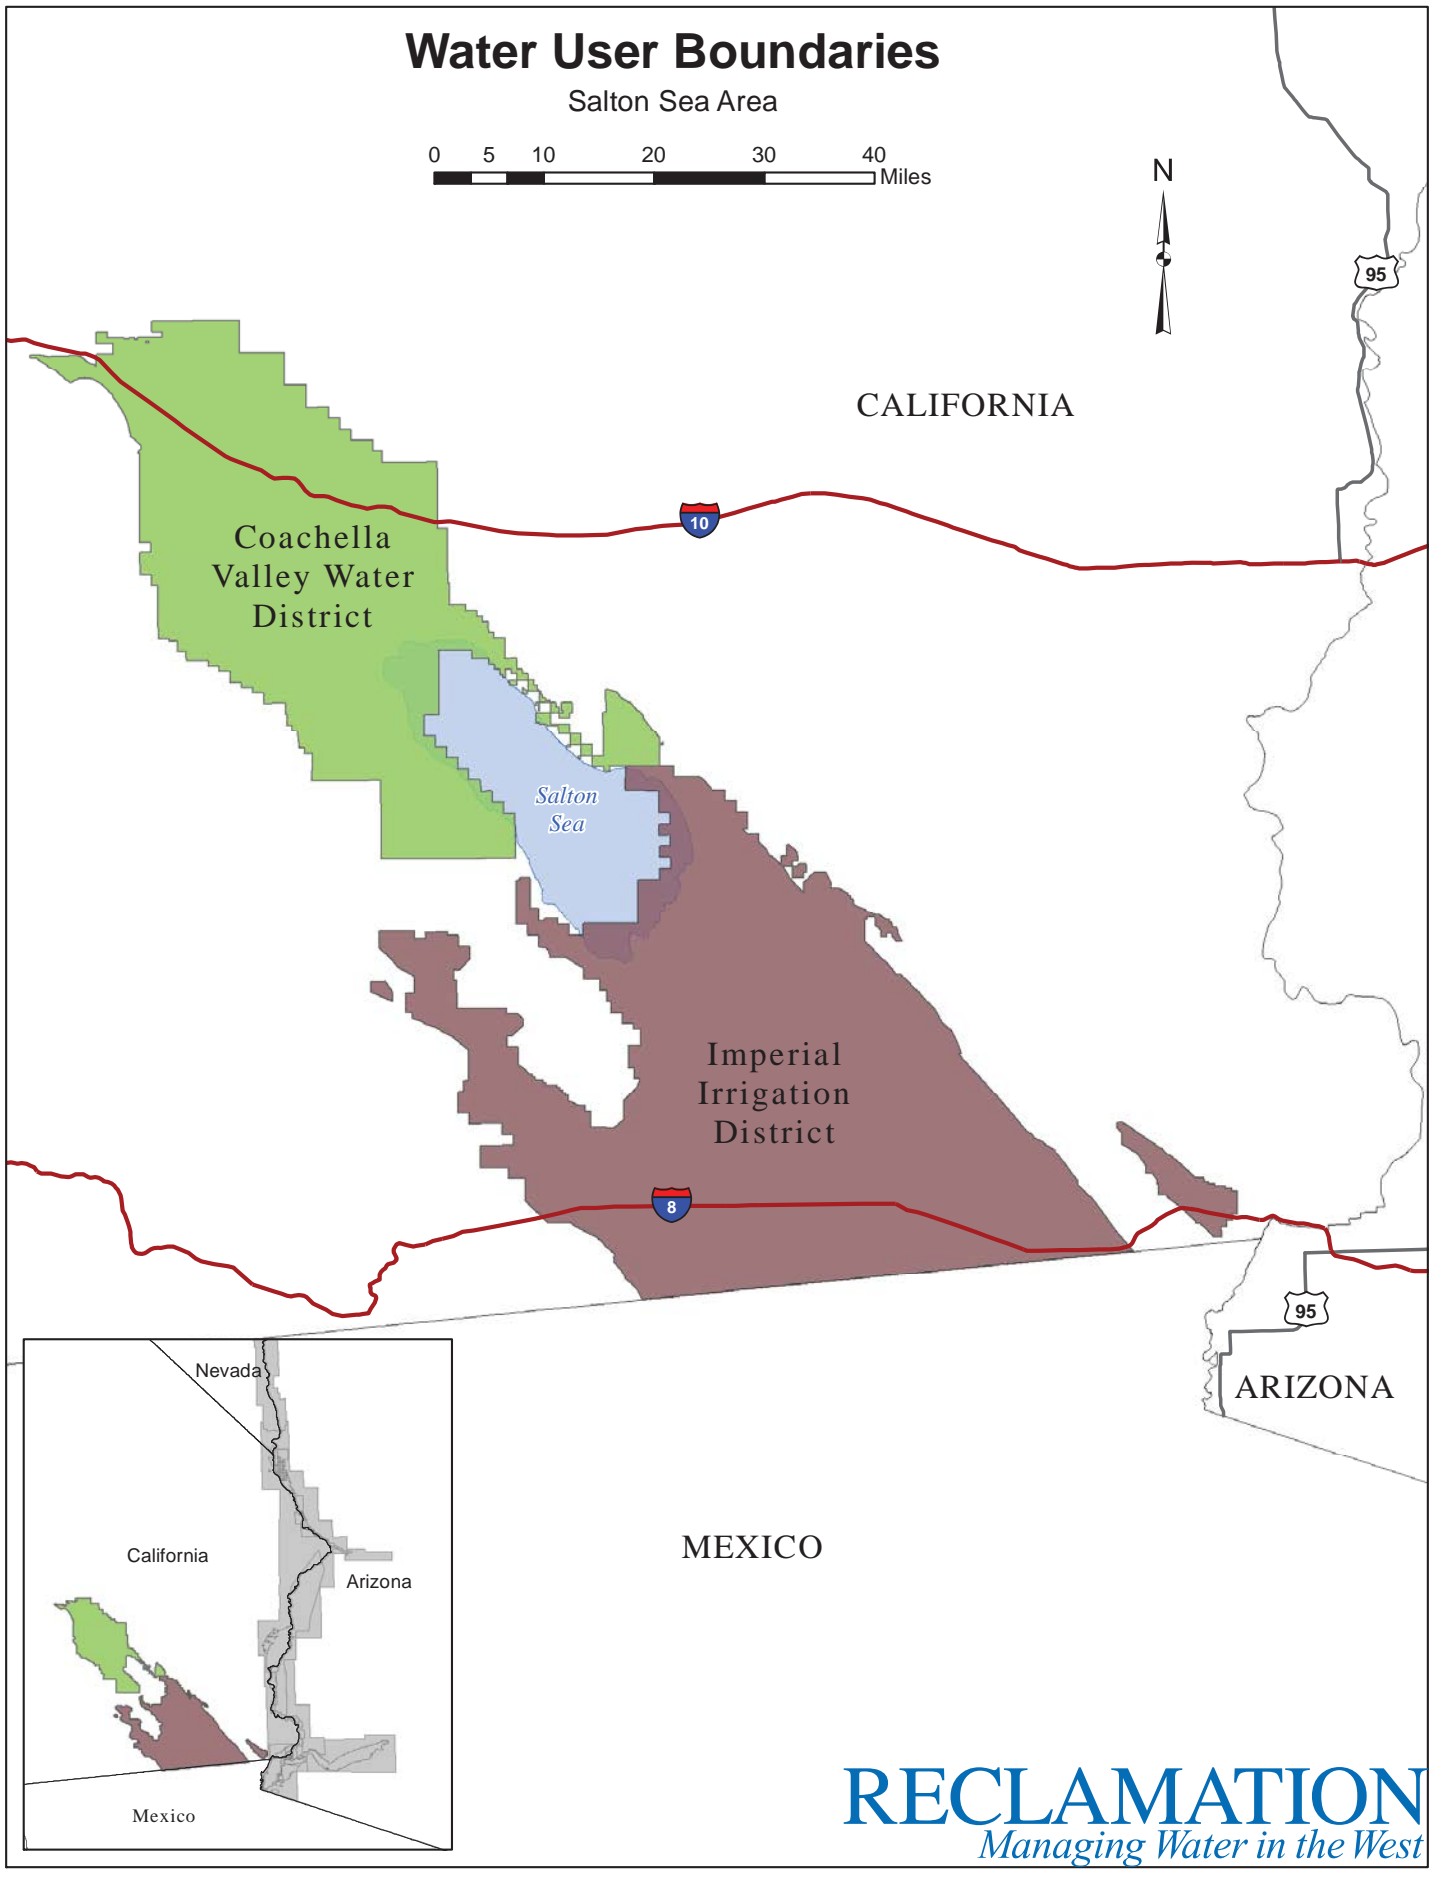 Water User Boundaries
Salton Sea Area
0 5 10 20 30 40
Miles
N
95
CALIFORNIA
10
Coachella
Valley Water
District
Salton
Sea
Imperial
Irrigation
District
8
95
ARIZONA
MEXICO
Nevada
California
Arizona
Mexico
RECLAMATION
Managing Water in the West